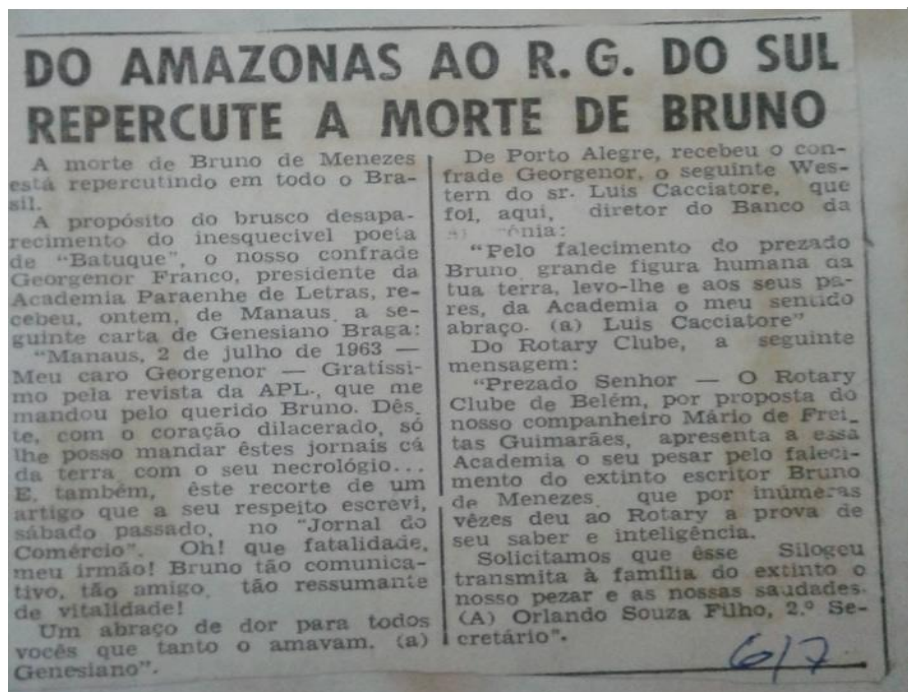 DO AMAZONAS AO R. G. DO SUL
REPERCUTE A MORTE DE BRUNO
A morte de Bruno de Menezes
está repercutindo em todo o Bra-
sil.
A propósito do brusco desapa-
recimento do inesquecivel poeta
de "Batuque", o nosso confrade
Georgenor Franco, presidente da
Academia Paraenhe de Letras, re-
cebeu, ontem, de Manaus, a se-
guinte carta de Genesiano Braga:
"Manaus, 2 de julho de 1963 —
Meu caro Georgenor — Gratíssi-
mo pela revista da APL., que me
mandou pelo querido Bruno. Dês_
te, com o coração dilacerado, só
lhe posso mandar êstes jornais cá
da terra com o seu necrológio...
E, também, êste recorte de um
artigo que a seu respeito escrevi,
sábado passado, no "Jornal do
Comércio". Oh! que fatalidade,
meu irmão! Bruno tão comunica-
tivo, tão amigo, tão ressumante
de vitalidade!
Um abraço de dor para todos
vocês que tanto o amavam. (a)
Genesiano".
De Porto Alegre, recebeu o con-
frade Georgenor, o seguinte Wes-
tern do sr. Luis Cacciatore, que
foi, aqui, diretor do Banco da
ônia:
"Pelo falecimento do prezado
Bruno, grande figura humana da
tua terra, levo-lhe e aos seus pa-
res, da Academia o meu sentido
abraço. (a) Luis Cacciatore"
Do Rotary Clube, a seguinte
mensagem:
"Prezado Senhor — O Rotary
Clube de Belém, por proposta do
nosso companheiro Mário de Frei_
tas Guimarães, apresenta a essa
Academia o seu pesar pelo faleci-
mento do extinto escritor Bruno
de Menezes, que por inúmeras
vêzes deu ao Rotary a prova de
seu saber e inteligência.
Solicitamos que êsse Silogeu
transmita à família do extinto o
nosso pezar e as nossas saudades.
(A) Orlando Souza Filho, 2.º Se-
cretário".
6/7